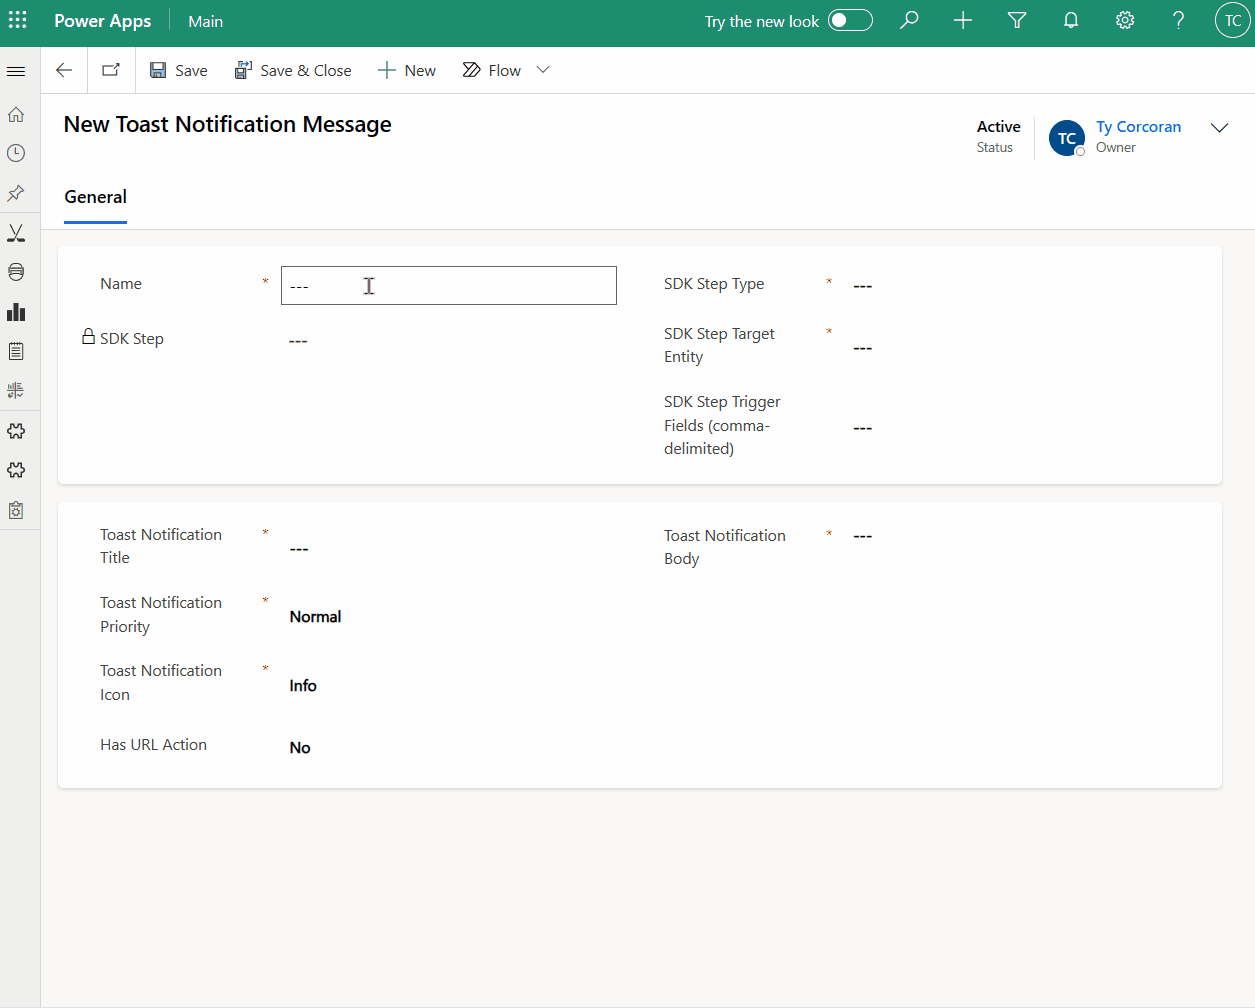 Power Apps
Main
Try the new look
TC
Save
Save & Close
New
Flow
New Toast Notification Message
Active
Status
TC
Ty Corcoran
Owner
General
Name *
---
SDK Step
---
SDK Step Type *
---
SDK Step Target
Entity
*
---
SDK Step Trigger
Fields (comma-
delimited)
---
Toast Notification
Title
*
---
Toast Notification
Priority
*
Normal
Toast Notification
Icon
*
Info
Has URL Action
No
Toast Notification
Body
*
---